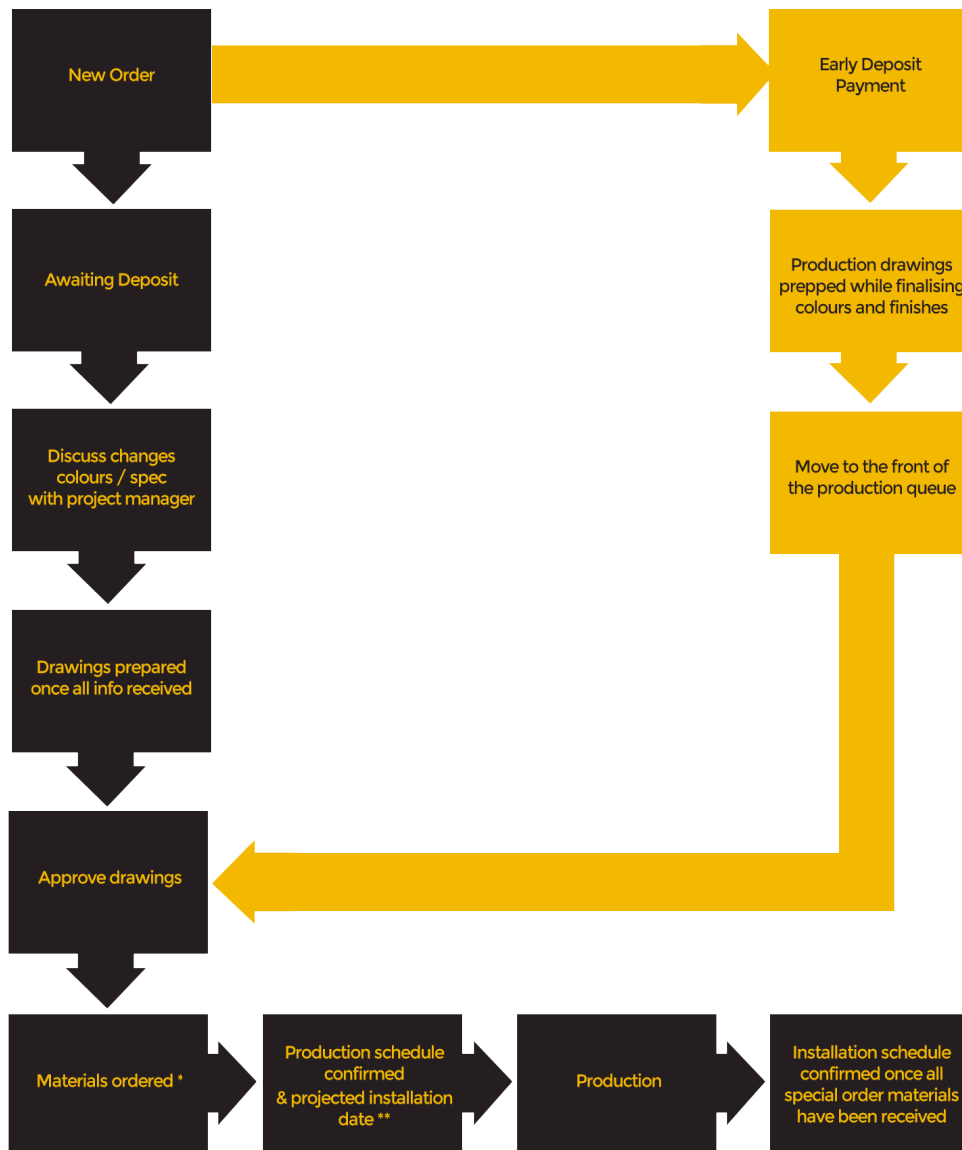 New Order
Early Deposit
Payment
Awaiting Deposit
Production drawings
prepped while finalising
colours and finishes
Discuss changes
colours / spec
with project manager
Move to the front of
the production queue
Drawings prepared
once all info received
Approve drawings
Materials ordered *
Production schedule
confirmed
& projected installation
date **
Production
Installation schedule
confirmed once all
special order materials
have been received